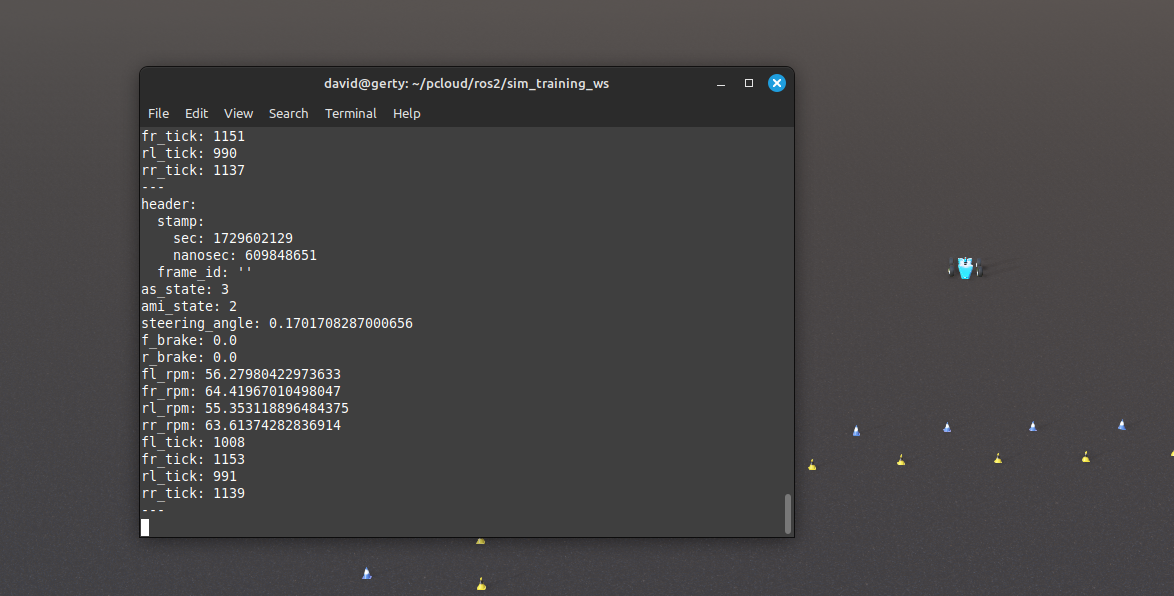 david@gerty: ~/pcloud/ros2/sim_training_ws
File Edit View Search Terminal Help
fr_tick: 1151
rl_tick: 990
rr_tick: 1137
---
header:
  stamp:
    sec: 1729602129
    nanosec: 609848651
  frame_id: ''
as_state: 3
ami_state: 2
steering_angle: 0.1701708287000656
f_brake: 0.0
r_brake: 0.0
fl_rpm: 56.27980422973633
fr_rpm: 64.41967010498047
rl_rpm: 55.353118896484375
rr_rpm: 63.61374282836914
fl_tick: 1008
fr_tick: 1153
rl_tick: 991
rr_tick: 1139
---